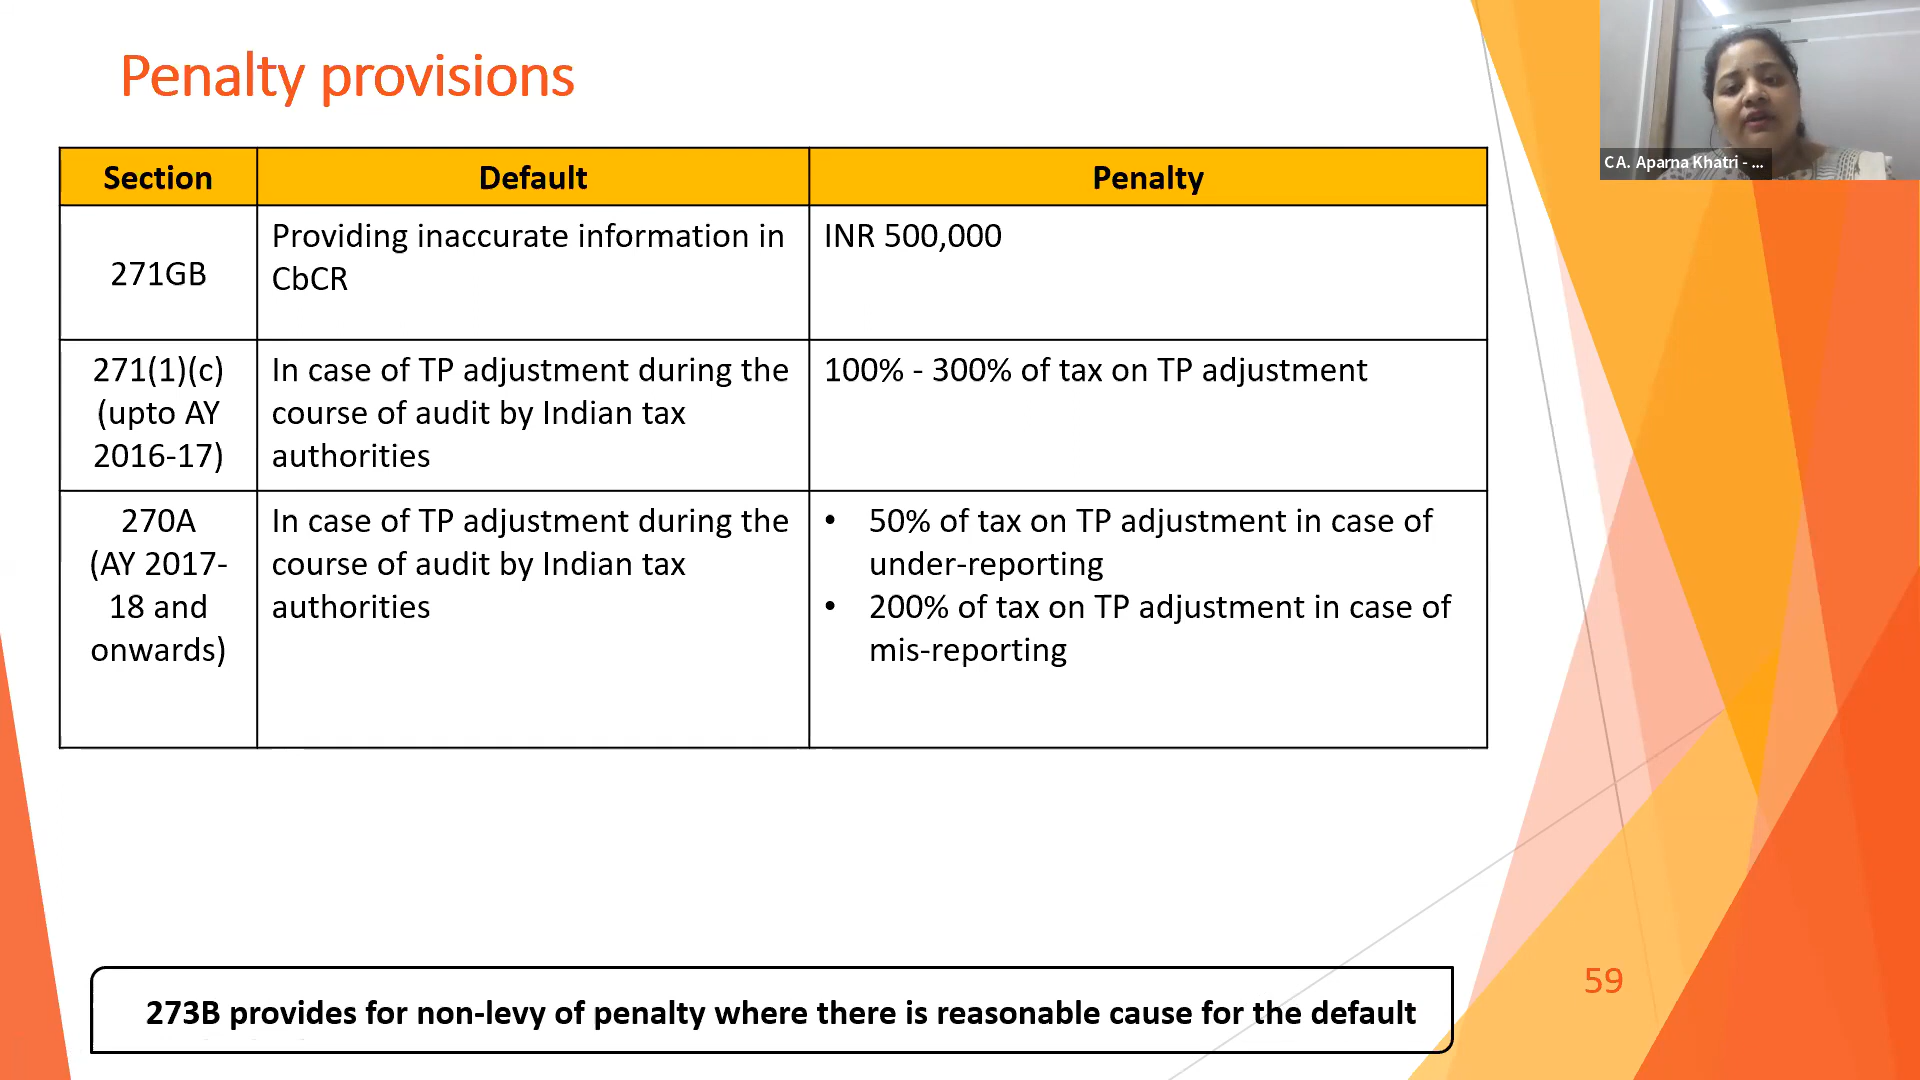 Penalty provisions
Section
Default
Penalty
271GB
Providing inaccurate information in
CbCR
INR 500,000
271(1)(c)
(upto AY
2016-17)
In case of TP adjustment during the
course of audit by Indian tax
authorities
100% - 300% of tax on TP adjustment
270A
(AY 2017-
18 and
onwards)
In case of TP adjustment during the
course of audit by Indian tax
authorities
• 50% of tax on TP adjustment in case of
under-reporting
• 200% of tax on TP adjustment in case of
mis-reporting
273B provides for non-levy of penalty where there is reasonable cause for the default
59
CA. Aparna Khatri - ...